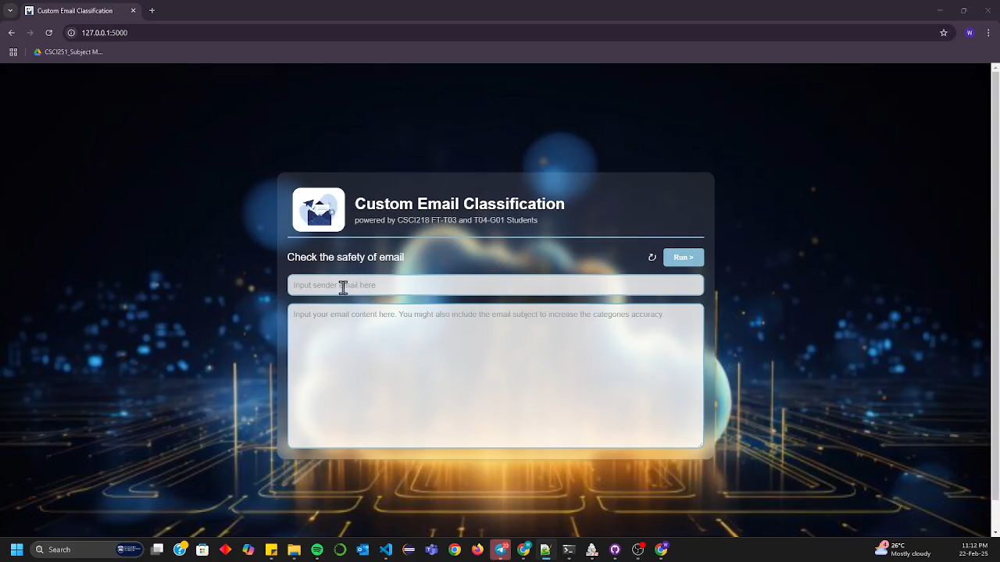 Custom Email Classification
127.0.0.1:5000
W
CSCI251_Subject M...
Custom Email Classification
powered by CSCI218 FT-T03 and T04-G01 Students
Check the safety of email
Run >
Input sender email here
Input your email content here. You might also include the email subject to increase the categories accuracy.
Search
20
26°C
Mostly cloudy
11:12 PM
22-Feb-25